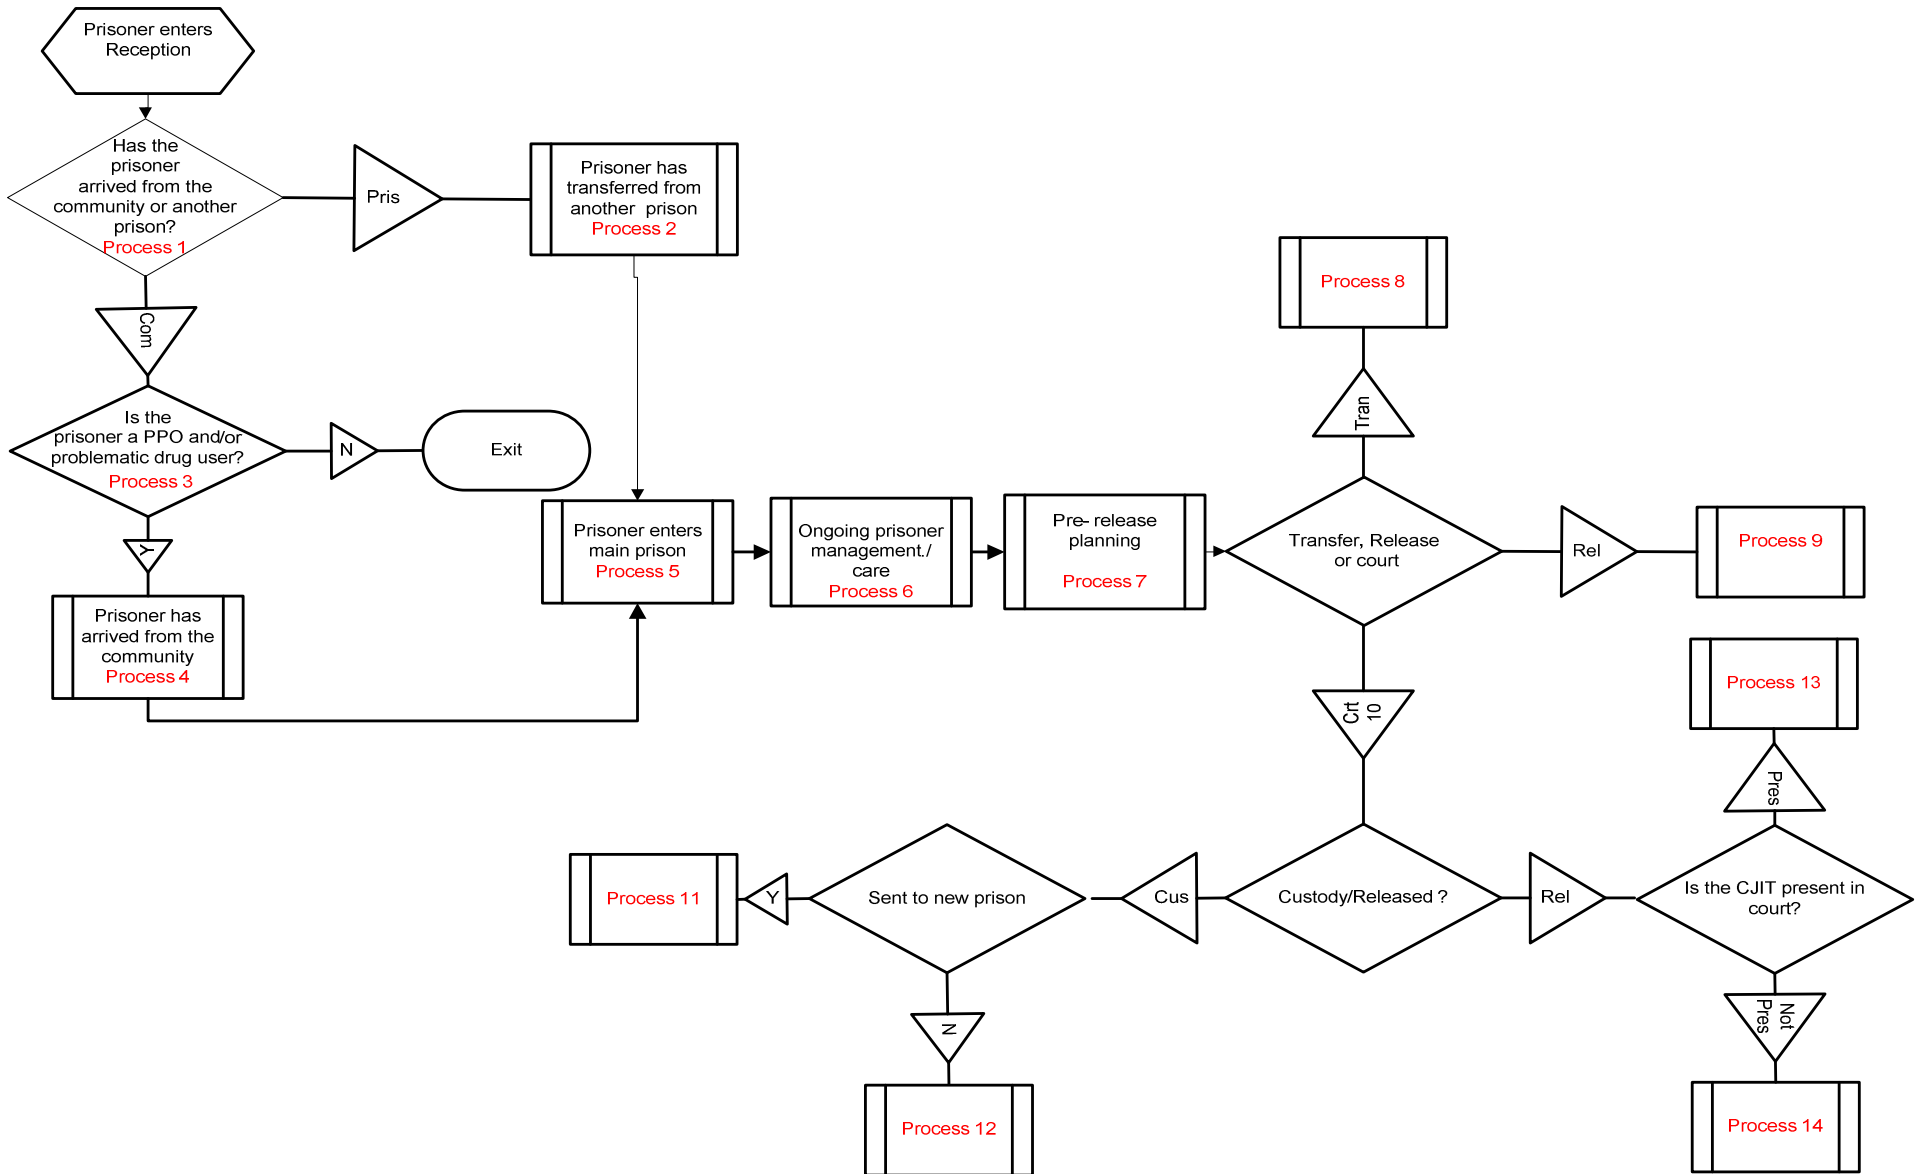 Prisoner enters
Reception
Has the
prisoner
arrived from the
community or another
prison?
Process 1
Pris
Prisoner has
transferred from
another prison
Process 2
Com
Is the
prisoner a PPO and/or
problematic drug user?
Process 3
N
Exit
Y
Prisoner has
arrived from the
community
Process 4
Prisoner enters
main prison
Process 5
Ongoing prisoner
management./
care
Process 6
Pre- release
planning
Process 7
Transfer, Release
or court
Tran
Process 8
Rel
Process 9
Crt
10
Custody/Released ?
Cus
Sent to new prison
Y
Process 11
N
Process 12
Rel
Is the CJIT present in
court?
Pres
Process 13
Not
Pres
Process 14